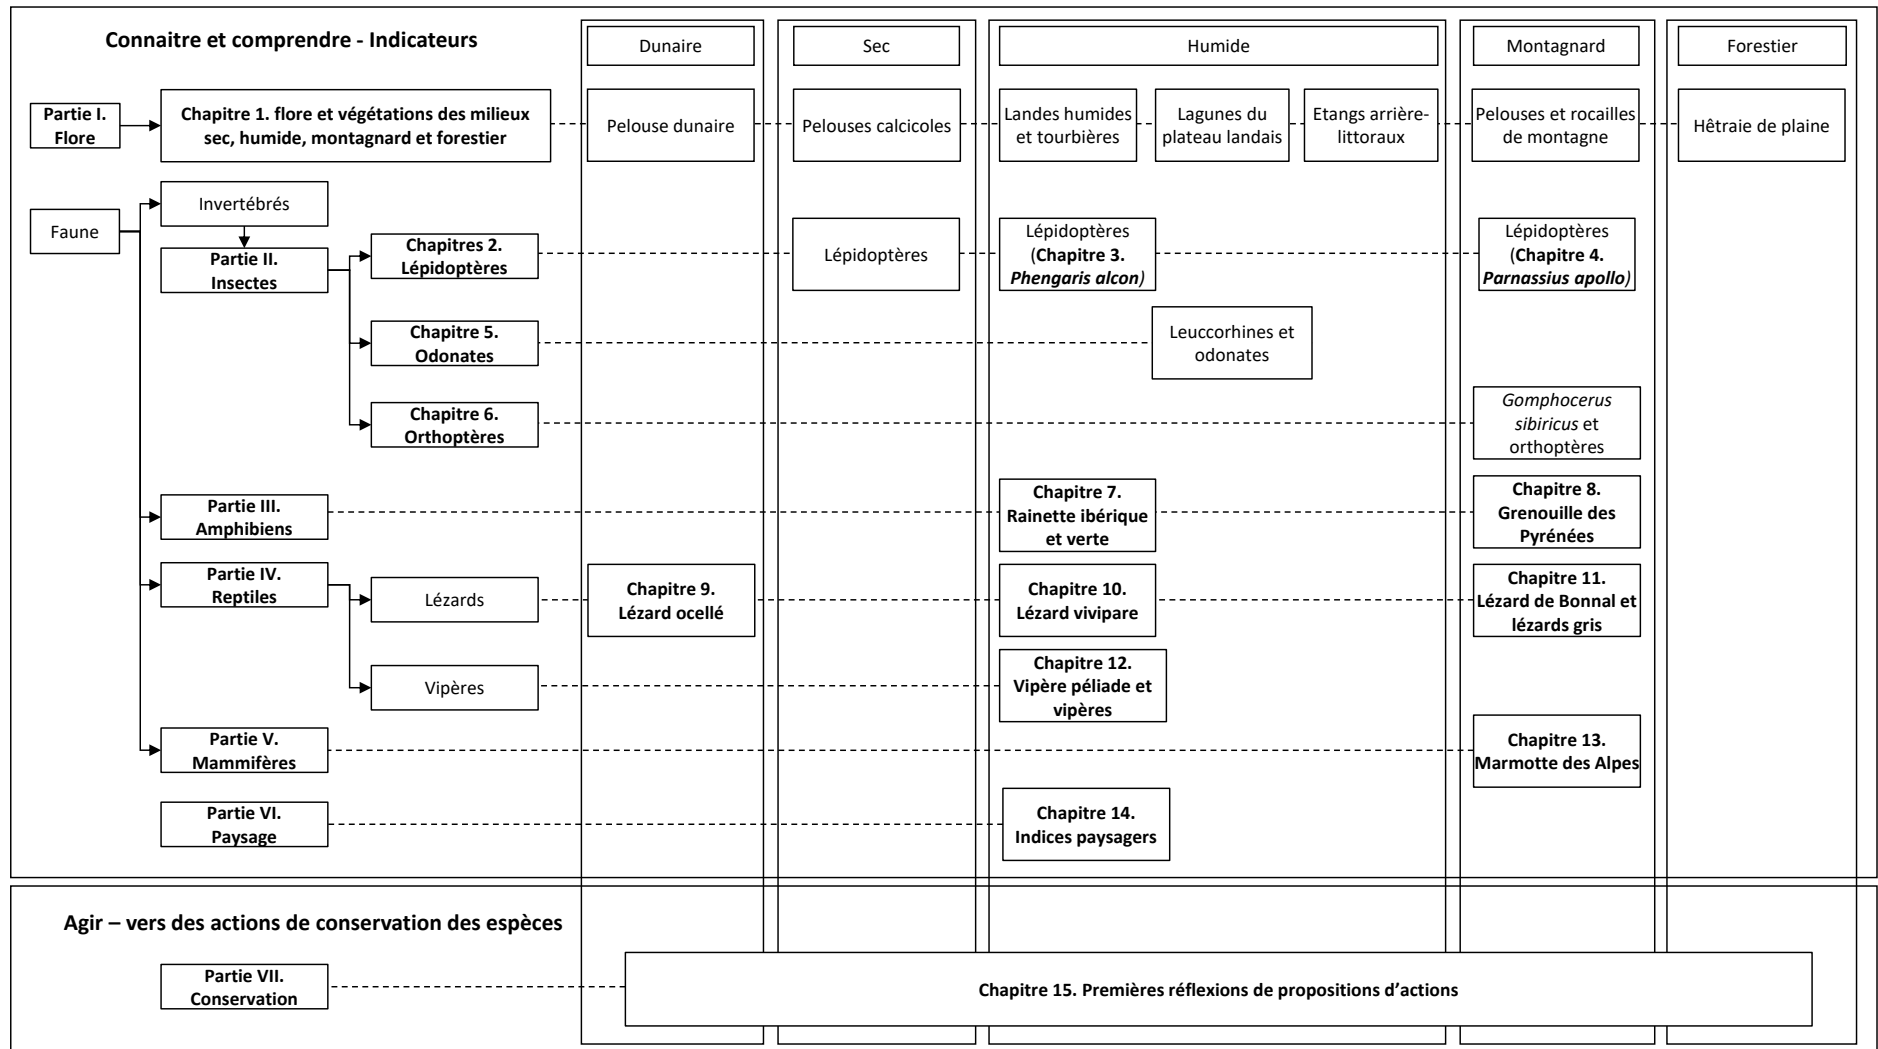 Connaitre et comprendre - Indicateurs
Dunaire
Sec
Humide
Montagnard
Forestier
Partie I.
Flore
Chapitre 1. flore et végétations des milieux
sec, humide, montagnard et forestier
Pelouse dunaire
Pelouses calcicoles
Landes humides
et tourbières
Lagunes du
plateau landais
Etangs arrière-
littoraux
Pelouses et rocailles
de montagne
Hêtraie de plaine
Faune
Invertébrés
Partie II.
Insectes
Chapitres 2.
Lépidoptères
Lépidoptères
Lépidoptères
(Chapitre 3.
Phengaris alcon)
Lépidoptères
(Chapitre 4.
Parnassius apollo)
Chapitre 5.
Odonates
Leuccorhines et
odonates
Chapitre 6.
Orthoptères
Gomphocerus
sibiricus et
orthoptères
Partie III.
Amphibiens
Chapitre 7.
Rainette ibérique
et verte
Chapitre 8.
Grenouille des
Pyrénées
Partie IV.
Reptiles
Lézards
Chapitre 9.
Lézard ocellé
Chapitre 10.
Lézard vivipare
Chapitre 11.
Lézard de Bonnal et
lézards gris
Vipères
Chapitre 12.
Vipère péliade et
vipères
Partie V.
Mammifères
Chapitre 13.
Marmotte des Alpes
Partie VI.
Paysage
Chapitre 14.
Indices paysagers
Agir – vers des actions de conservation des espèces
Partie VII.
Conservation
Chapitre 15. Premières réflexions de propositions d’actions